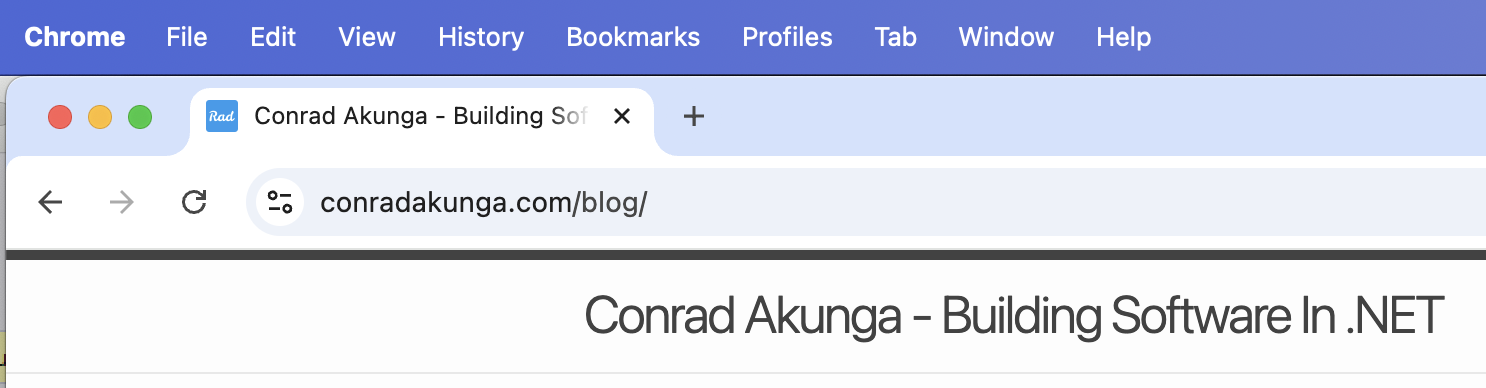 Chrome File Edit View History Bookmarks Profiles Tab Window Help
Rad Conrad Akunga - Building Sof
conradakunga.com/blog/
Conrad Akunga - Building Software In .NET